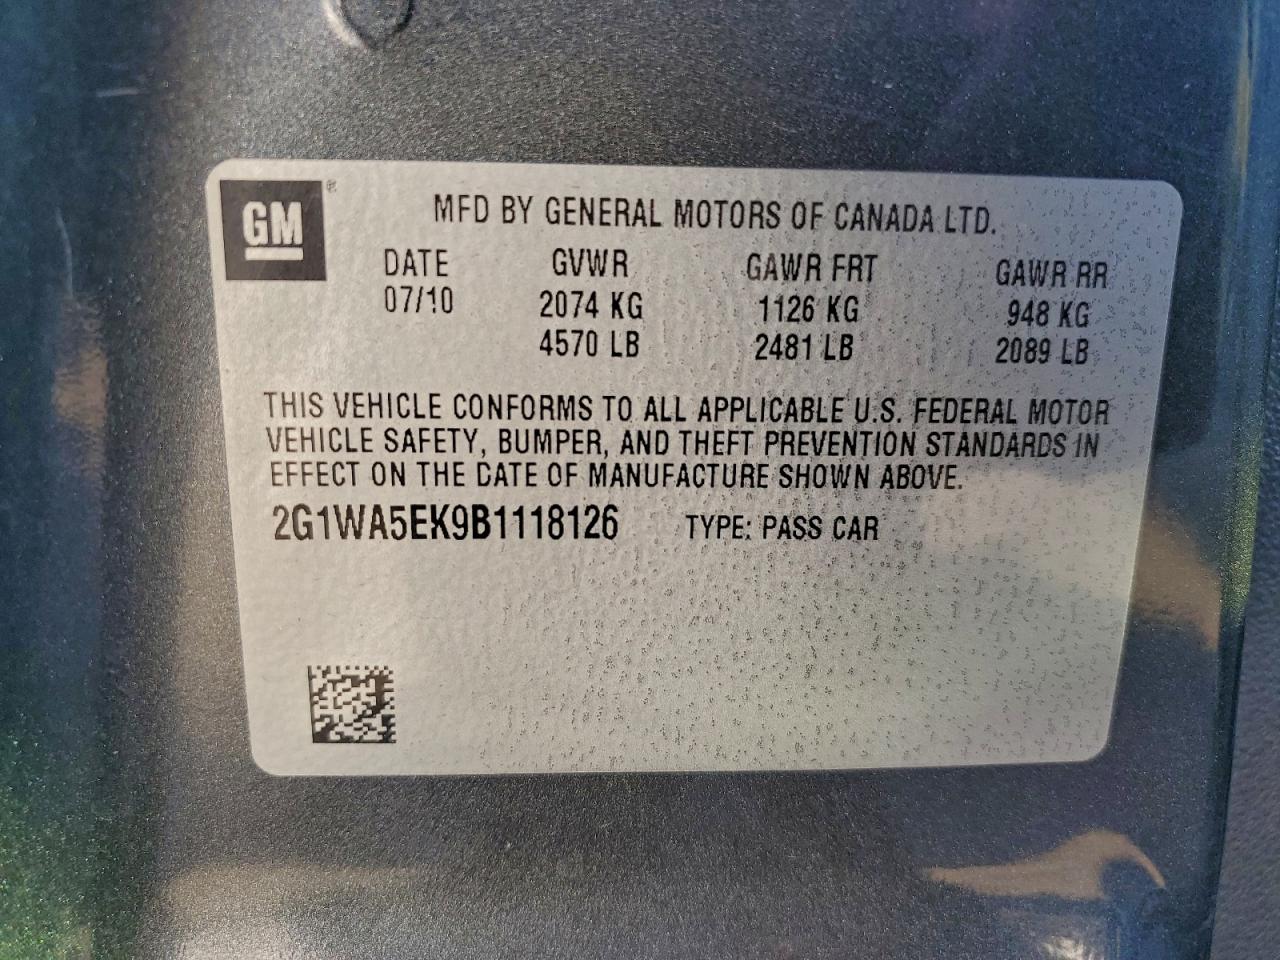 GM ®
MFD BY GENERAL MOTORS OF CANADA LTD.
DATE GVWR GAWR FRT GAWR RR
07/10 2074 KG 1126 KG 948 KG
4570 LB 2481 LB 2089 LB
THIS VEHICLE CONFORMS TO ALL APPLICABLE U.S. FEDERAL MOTOR
VEHICLE SAFETY, BUMPER, AND THEFT PREVENTION STANDARDS IN
EFFECT ON THE DATE OF MANUFACTURE SHOWN ABOVE.
2G1WA5EK9B1118126 TYPE: PASS CAR